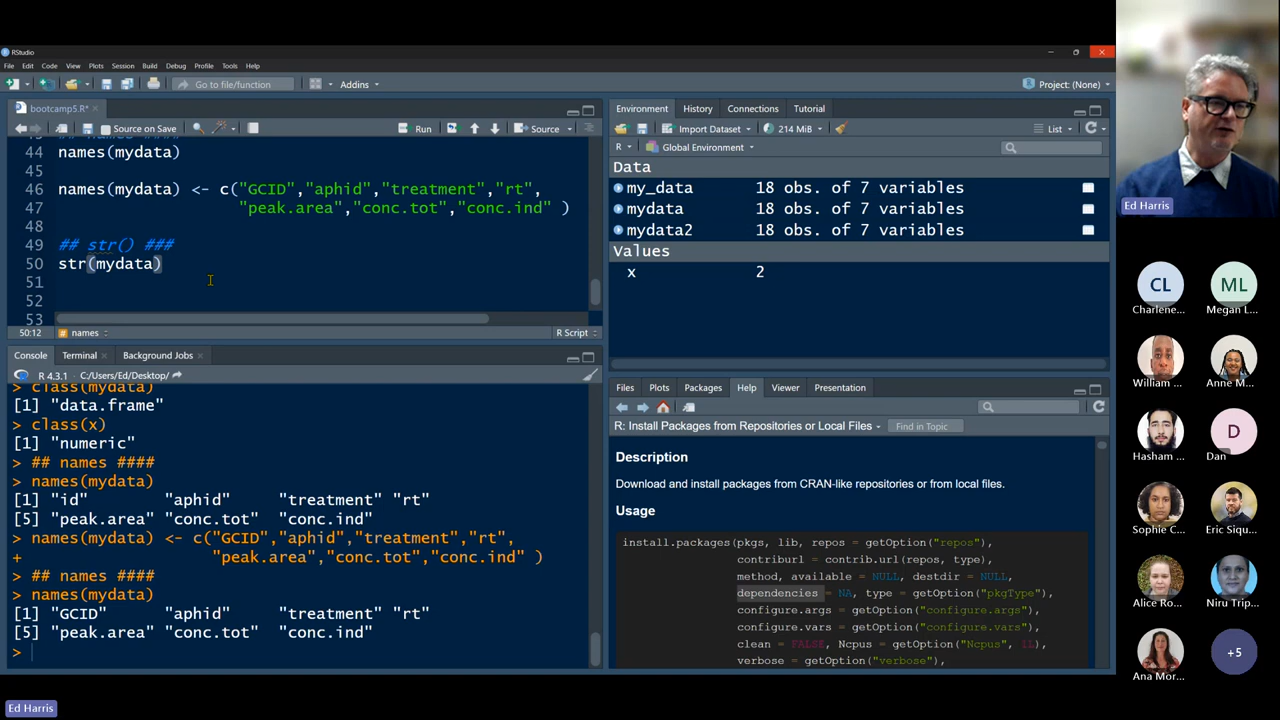 RStudio
File Edit Code View Plots Session Build Debug Profile Tools Help
Go to file/function
Addins
Project: (None)
bootcamp5.R*
Source on Save
Run
Source
44 names(mydata)
45
46 names(mydata) <- c("GCID","aphid","treatment","rt",
47 "peak.area","conc.tot","conc.ind" )
48
49 ## str() ###
50 str(mydata)
51
52
53
50:12
names
R Script
Console Terminal Background Jobs
R 4.3.1 · C:/Users/Ed/Desktop/
> class(mydata)
[1] "data.frame"
> class(x)
[1] "numeric"
> ## names ####
> names(mydata)
[1] "id" "aphid" "treatment" "rt"
[5] "peak.area" "conc.tot" "conc.ind"
> names(mydata) <- c("GCID","aphid","treatment","rt",
+ "peak.area","conc.tot","conc.ind" )
> ## names ####
> names(mydata)
[1] "GCID" "aphid" "treatment" "rt"
[5] "peak.area" "conc.tot" "conc.ind"
>
Environment History Connections Tutorial
Import Dataset
214 MiB
List
R
Global Environment
Data
my_data 18 obs. of 7 variables
mydata 18 obs. of 7 variables
mydata2 18 obs. of 7 variables
Values
x 2
Files Plots Packages Help Viewer Presentation
R: Install Packages from Repositories or Local Files
Find in Topic
Description
Download and install packages from CRAN-like repositories or from local files.
Usage
install.packages(pkgs, lib, repos = getOption("repos"),
contriburl = contrib.url(repos, type),
method, available = NULL, destdir = NULL,
dependencies = NA, type = getOption("pkgType"),
configure.args = getOption("configure.args"),
configure.vars = getOption("configure.vars"),
clean = FALSE, Ncpus = getOption("Ncpus", 1L),
verbose = getOption("verbose"),
Ed Harris
CL
Charlene...
ML
Megan L...
William ...
Anne M...
Hasham ...
D
Dan
Sophie C...
Eric Siqu...
Alice Ro...
Niru Trip...
Ana Mor...
+5
Ed Harris